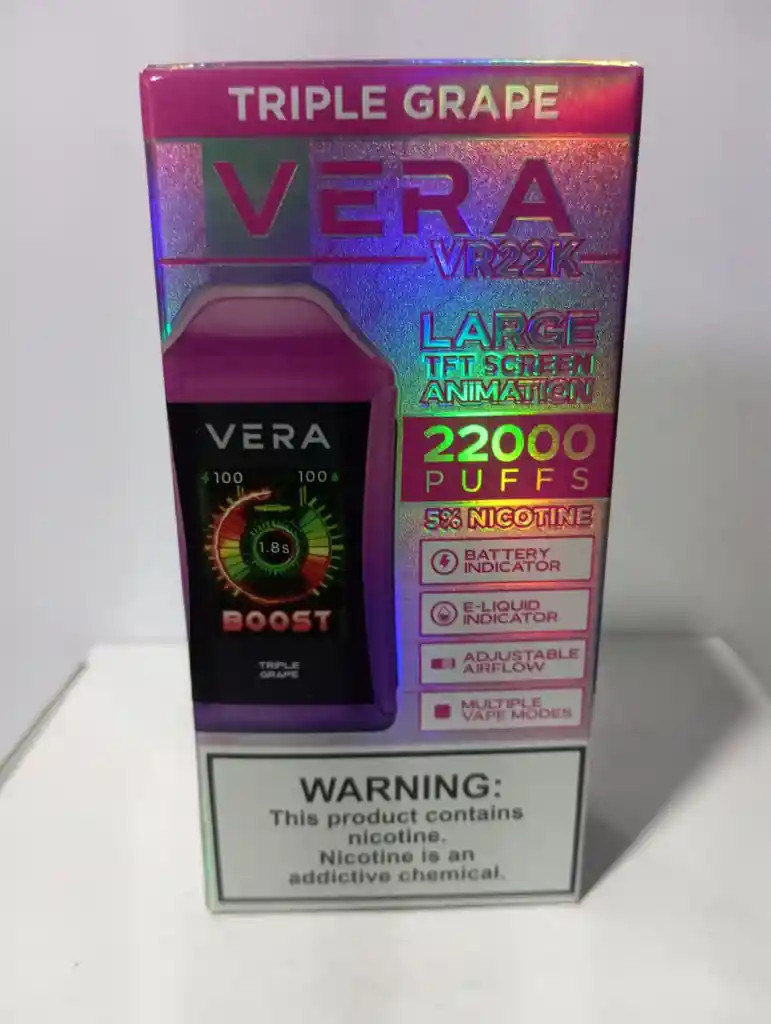 TRIPLE GRAPE
VERA
VR22K
LARGE
TFT SCREEN
ANIMATION
22000
PUFFS
5% NICOTINE
BATTERY
INDICATOR
E-LIQUID
INDICATOR
ADJUSTABLE
AIRFLOW
MULTIPLE
VAPE MODES
VERA
100 100
1.8s
BOOST
TRIPLE
GRAPE
WARNING:
This product contains
nicotine.
Nicotine is an
addictive chemical.